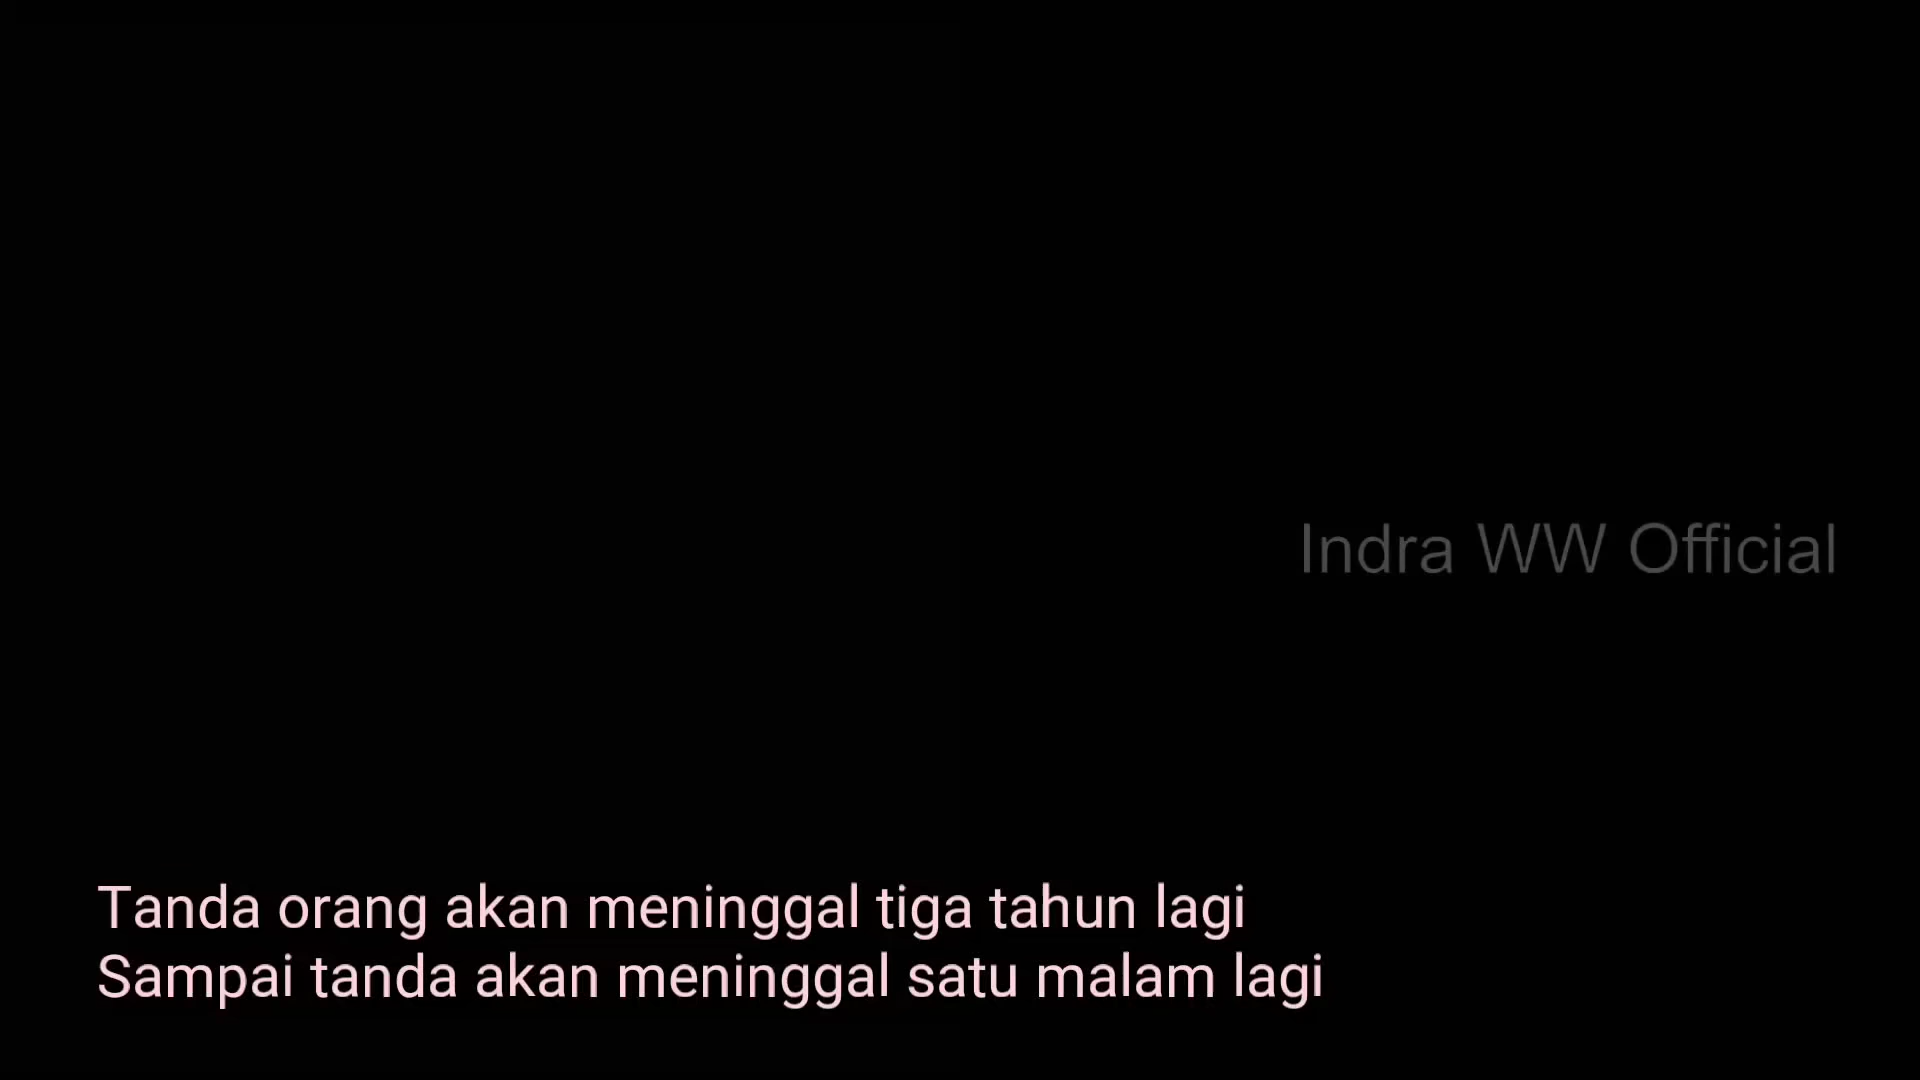 Indra WW Official
Tanda orang akan meninggal tiga tahun lagi
Sampai tanda akan meninggal satu malam lagi